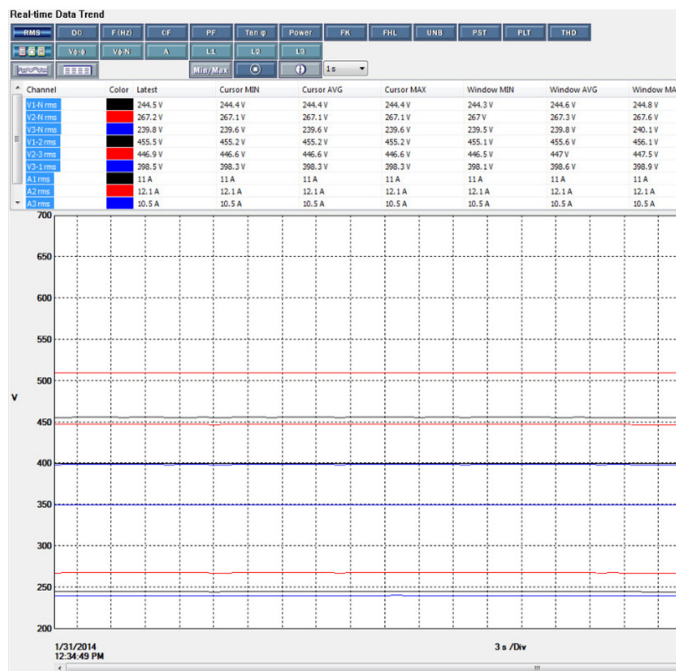 Real-time Data Trend
RMS DC F (Hz) CF PF Tan φ Power FK FHL UNB PST PLT THD
Vφ-φ Vφ-N A L1 L2 L3
Min/Max 1s
Channel Color Latest Cursor MIN Cursor AVG Cursor MAX Window MIN Window AVG Window MA
V1-N rms 244.5 V 244.4 V 244.4 V 244.4 V 244.3 V 244.6 V 244.8 V
V2-N rms 267.2 V 267.1 V 267.1 V 267.1 V 267 V 267.3 V 267.6 V
V3-N rms 239.8 V 239.6 V 239.6 V 239.6 V 239.5 V 239.8 V 240.1 V
V1-2 rms 455.5 V 455.2 V 455.2 V 455.2 V 455.1 V 455.6 V 456.1 V
V2-3 rms 446.9 V 446.6 V 446.6 V 446.6 V 446.5 V 447 V 447.5 V
V3-1 rms 398.5 V 398.3 V 398.3 V 398.3 V 398.1 V 398.6 V 398.9 V
A1 rms 11 A 11 A 11 A 11 A 11 A 11 A 11 A
A2 rms 12.1 A 12.1 A 12.1 A 12.1 A 12.1 A 12.1 A 12.1 A
A3 rms 10.5 A 10.5 A 10.5 A 10.5 A 10.5 A 10.5 A 10.5 A
700
650
600
550
500
V
450
400
350
300
250
200
1/31/2014 3 s /Div
12:34:49 PM